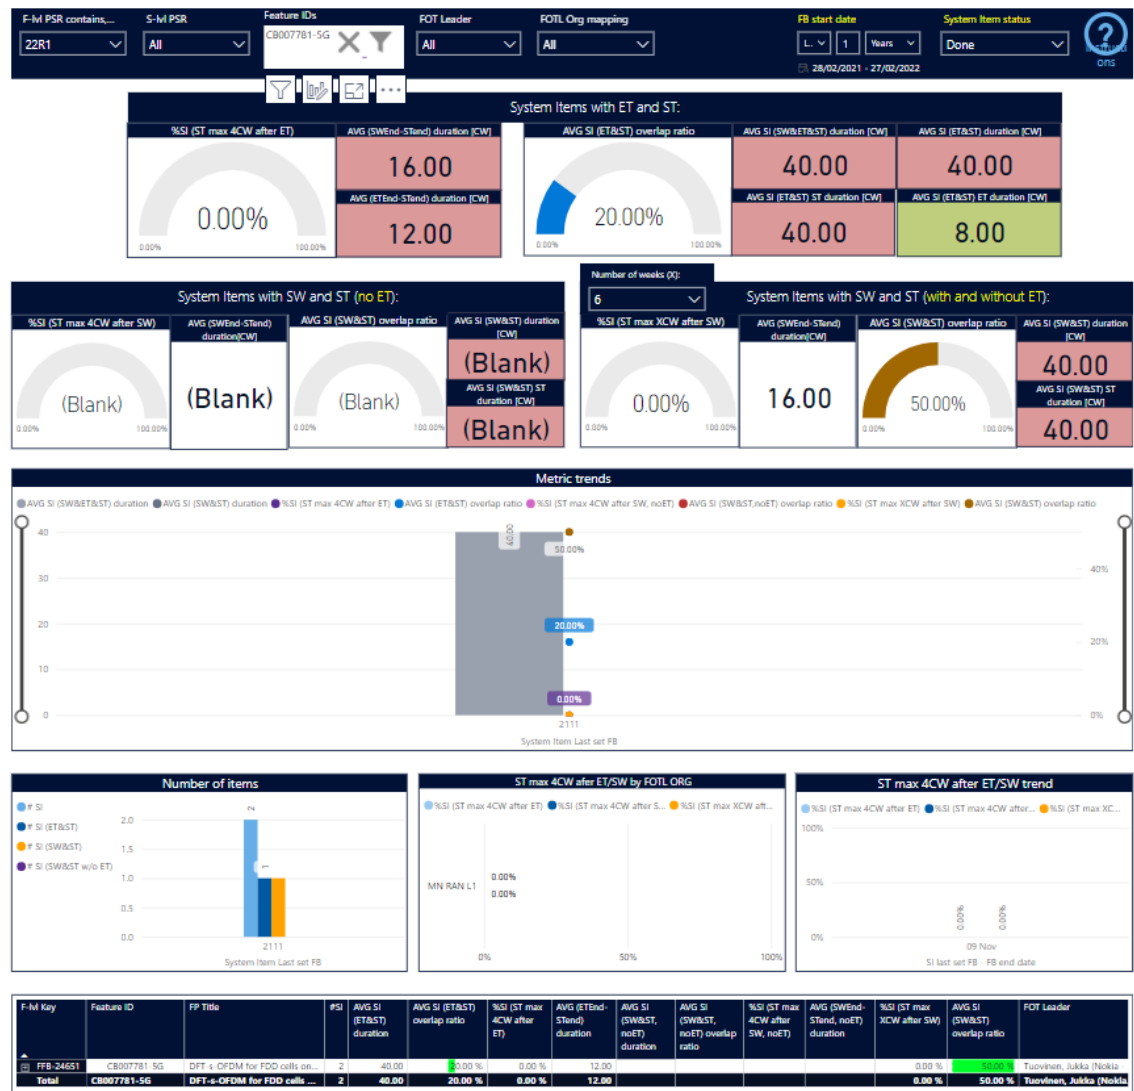 F-lvl PSR contains,... S-lvl PSR Feature IDs FOT Leader FOTL Org mapping FB start date System Item status
22R1 All CB007781-5G All All L.. 1 Years Done
28/02/2021 - 27/02/2022
?
Instructi
ons
System Items with ET and ST:
%SI (ST max 4CW after ET) AVG (SWEnd-STend) duration [CW] AVG SI (ET&ST) overlap ratio AVG SI (SW&ET&ST) duration [CW] AVG SI (ET&ST) duration [CW]
16.00 40.00 40.00
AVG (ETEnd-STend) duration [CW] AVG SI (ET&ST) ST duration [CW] AVG SI (ET&ST) ET duration [CW]
0.00% 12.00 20.00% 40.00 8.00
0.00% 100.00% 0.00% 100.00%
Number of weeks (X):
6
System Items with SW and ST (no ET): System Items with SW and ST (with and without ET):
%SI (ST max 4CW after SW) AVG (SWEnd-STend) duration[CW] AVG SI (SW&ST) overlap ratio AVG SI (SW&ST) duration [CW]
(Blank) (Blank) (Blank) (Blank)
AVG SI (SW&ST) ST duration [CW]
(Blank)
0.00% 100.00% 0.00% 100.00%
%SI (ST max XCW after SW) AVG (SWEnd-STend) duration[CW] AVG SI (SW&ST) overlap ratio AVG SI (SW&ST) duration [CW]
0.00% 16.00 50.00% 40.00
AVG SI (SW&ST) ST duration [CW]
40.00
0.00% 100.00% 0.00% 100.00%
Metric trends
AVG SI (SW&ET&ST) duration AVG SI (SW&ST) duration %SI (ST max 4CW after ET) AVG SI (ET&ST) overlap ratio %SI (ST max 4CW after SW, noET) AVG SI (SW&ST,noET) overlap ratio %SI (ST max XCW after SW) AVG SI (SW&ST) overlap ratio
40 40.00 50.00%
30 40%
20 20.00% 20%
10
0 0.00% 0%
2111
System Item Last set FB
Number of items
# SI
# SI (ET&ST)
# SI (SW&ST)
# SI (SW&ST w/o ET)
2.0
1.5
1.0
0.5
0.0
2
1
2111
System Item Last set FB
ST max 4CW afer ET/SW by FOTL ORG
%SI (ST max 4CW after ET) %SI (ST max 4CW after S... %SI (ST max XCW aft...
MN RAN L1
0.00%
0.00%
0% 50% 100%
ST max 4CW after ET/SW trend
%SI (ST max 4CW after ET) %SI (ST max 4CW after... %SI (ST max XC...
100%
50%
0%
0.00% 0.00%
09 Nov
SI last set FB - FB end date
F-lvl Key Feature ID FP Title #SI AVG SI (ET&ST) duration AVG SI (ET&ST) overlap ratio %SI (ST max 4CW after ET) AVG (ETEnd-STend) duration AVG SI (SW&ST, noET) duration AVG SI (SW&ST, noET) overlap ratio %SI (ST max 4CW after SW, noET) AVG (SWEnd-STend, noET) duration %SI (ST max XCW after SW) AVG SI (SW&ST) overlap ratio FOT Leader
FFB-24651 CB007781-5G DFT-s-OFDM for FDD cells on... 2 40.00 20.00 % 0.00 % 12.00 0.00 % 50.00 % Tuovinen, Jukka (Nokia -
Total CB007781-5G DFT-s-OFDM for FDD cells ... 2 40.00 20.00 % 0.00 % 12.00 0.00 % 50.00 % Tuovinen, Jukka (Nokia